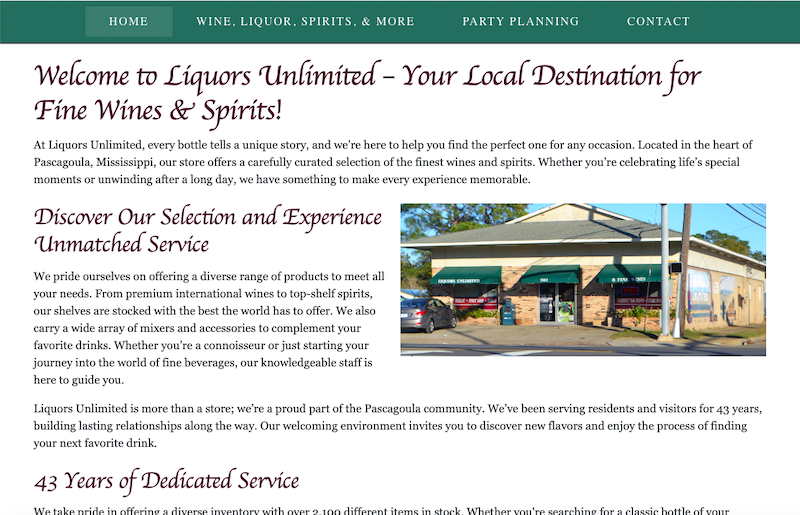 HOME WINE, LIQUOR, SPIRITS, & MORE PARTY PLANNING CONTACT
Welcome to Liquors Unlimited – Your Local Destination for
Fine Wines & Spirits!
At Liquors Unlimited, every bottle tells a unique story, and we’re here to help you find the perfect one for any occasion. Located in the heart of
Pascagoula, Mississippi, our store offers a carefully curated selection of the finest wines and spirits. Whether you’re celebrating life’s special
moments or unwinding after a long day, we have something to make every experience memorable.
Discover Our Selection and Experience
Unmatched Service
We pride ourselves on offering a diverse range of products to meet all
your needs. From premium international wines to top-shelf spirits,
our shelves are stocked with the best the world has to offer. We also
carry a wide array of mixers and accessories to complement your
favorite drinks. Whether you’re a connoisseur or just starting your
journey into the world of fine beverages, our knowledgeable staff is
here to guide you.
LIQUORS UNLIMITED
& FINE WINES
Liquors Unlimited is more than a store; we’re a proud part of the Pascagoula community. We’ve been serving residents and visitors for 43 years,
building lasting relationships along the way. Our welcoming environment invites you to discover new flavors and enjoy the process of finding
your next favorite drink.
43 Years of Dedicated Service
We take pride in offering a diverse inventory with over 2,100 different items in stock. Whether you’re searching for a classic bottle of your